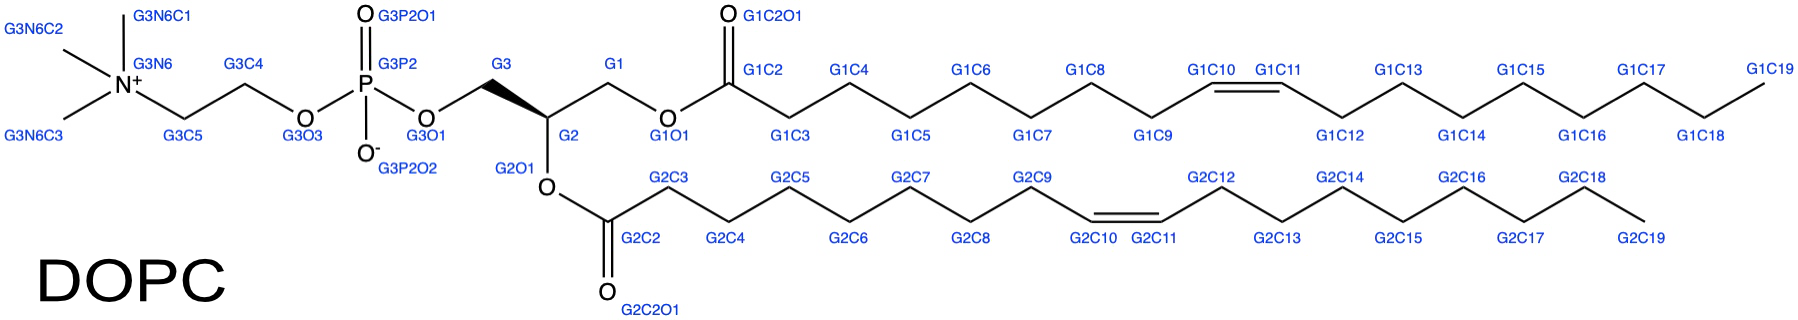 G3N6C1
O G3P2O1
O G1C2O1
G3N6C2
G3N6 G3C4 P G3P2 G3 G1 G1C2 G1C4 G1C6 G1C8 G1C10 G1C11 G1C13 G1C15 G1C17 G1C19
N+
O O O
G3N6C3 G3C5 G3O3 G3O1 G2 G1O1 G1C3 G1C5 G1C7 G1C9 G1C12 G1C14 G1C16 G1C18
O-
G3P2O2 G2O1 G2C3 G2C5 G2C7 G2C9 G2C12 G2C14 G2C16 G2C18
O
G2C2 G2C4 G2C6 G2C8 G2C10 G2C11 G2C13 G2C15 G2C17 G2C19
DOPC
O
G2C2O1